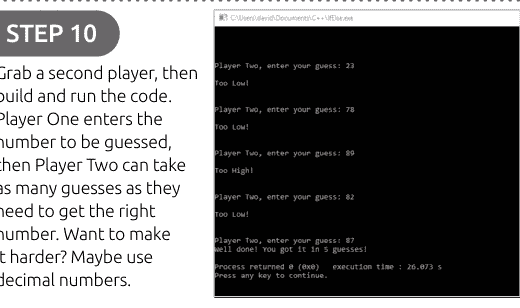 STEP 10
Grab a second player, then
build and run the code.
Player One enters the
number to be guessed,
then Player Two can take
as many guesses as they
need to get the right
number. Want to make
it harder? Maybe use
decimal numbers.
C:\Users\david\Documents\C++\IfElse.exe
Player Two, enter your guess: 23
Too Low!
Player Two, enter your guess: 78
Too Low!
Player Two, enter your guess: 89
Too High!
Player Two, enter your guess: 82
Too Low!
Player Two, enter your guess: 87
Well done! You got it in 5 guesses!
Process returned 0 (0x0)   execution time : 26.073 s
Press any key to continue.